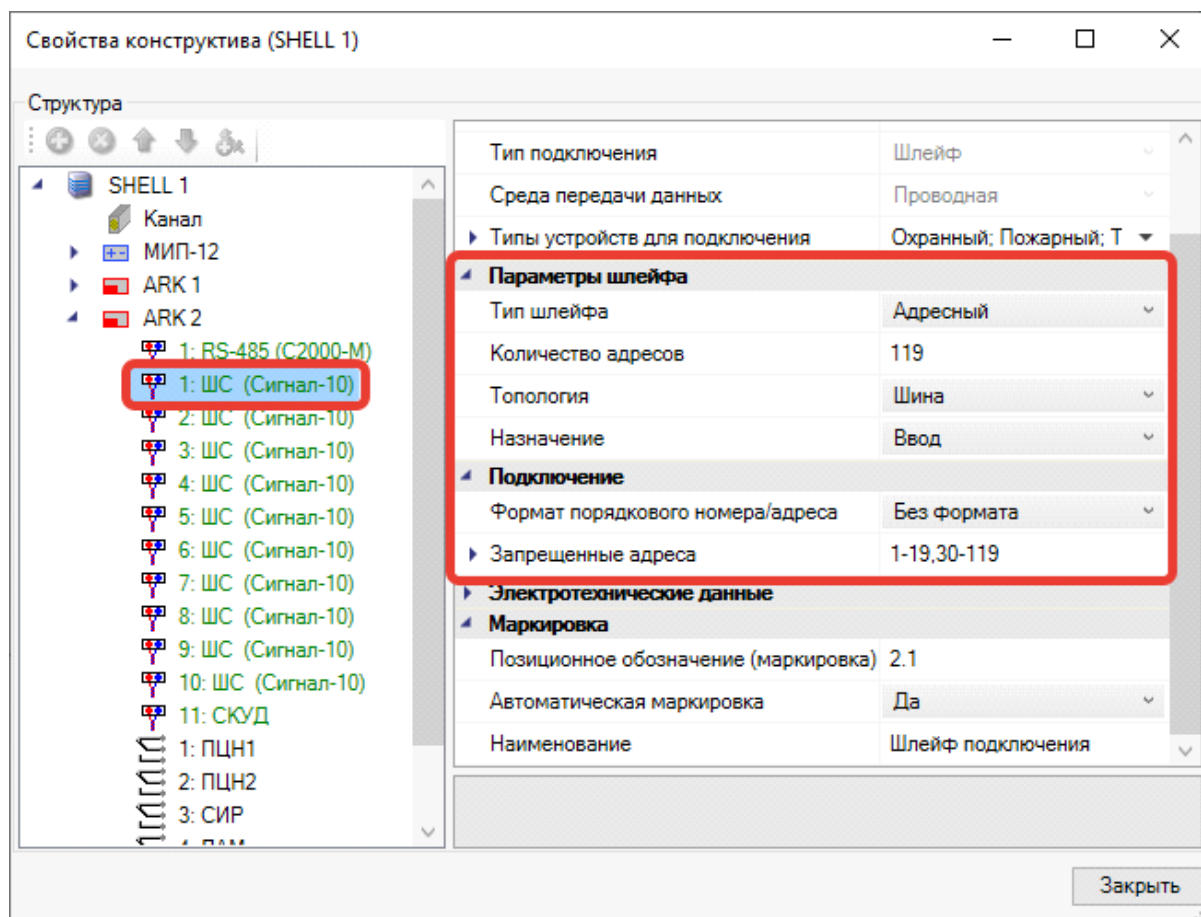 Свойства конструктива (SHELL 1)
Структура
SHELL 1
Канал
МИП-12
ARK 1
ARK 2
1: RS-485 (C2000-M)
1: ШС (Сигнал-10)
2: ШС (Сигнал-10)
3: ШС (Сигнал-10)
4: ШС (Сигнал-10)
5: ШС (Сигнал-10)
6: ШС (Сигнал-10)
7: ШС (Сигнал-10)
8: ШС (Сигнал-10)
9: ШС (Сигнал-10)
10: ШС (Сигнал-10)
11: СКУД
1: ПЦН1
2: ПЦН2
3: СИР
Тип подключения Шлейф
Среда передачи данных Проводная
Типы устройств для подключения Охранный; Пожарный; Т
Параметры шлейфа
Тип шлейфа Адресный
Количество адресов 119
Топология Шина
Назначение Ввод
Подключение
Формат порядкового номера/адреса Без формата
Запрещенные адреса 1-19,30-119
Электротехнические данные
Маркировка
Позиционное обозначение (маркировка) 2.1
Автоматическая маркировка Да
Наименование Шлейф подключения
Закрыть